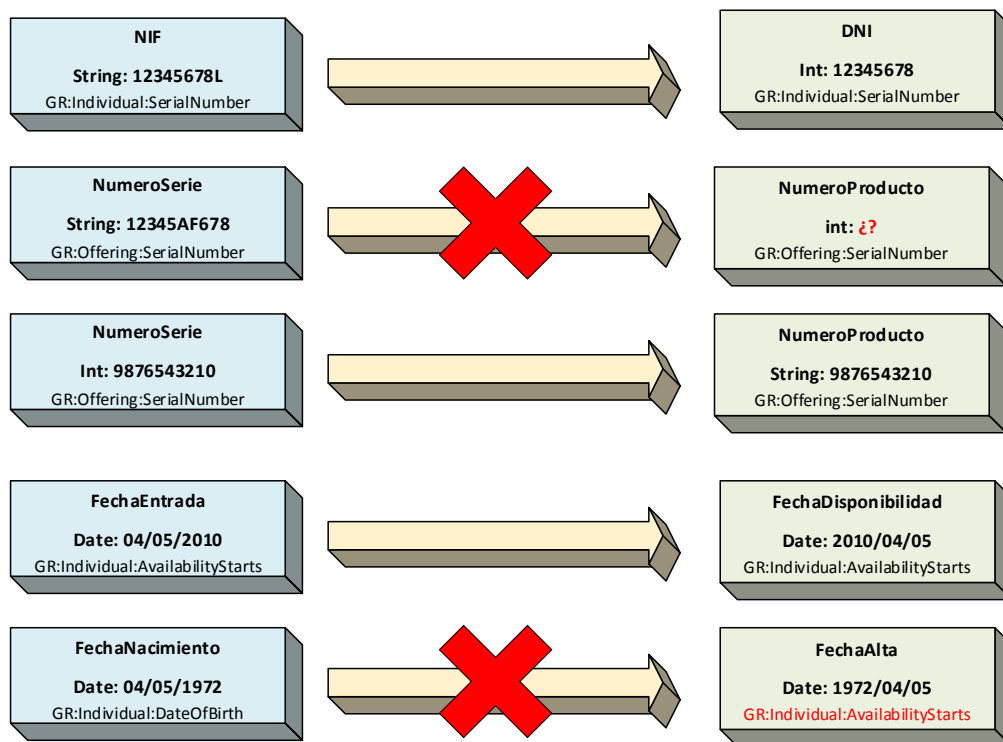 NIF
String: 12345678L
GR:Individual:SerialNumber
DNI
Int: 12345678
GR:Individual:SerialNumber
NumeroSerie
String: 12345AF678
GR:Offering:SerialNumber
NumeroProducto
int: ¿?
GR:Offering:SerialNumber
NumeroSerie
Int: 9876543210
GR:Offering:SerialNumber
NumeroProducto
String: 9876543210
GR:Offering:SerialNumber
FechaEntrada
Date: 04/05/2010
GR:Individual:AvailabilityStarts
FechaDisponibilidad
Date: 2010/04/05
GR:Individual:AvailabilityStarts
FechaNacimiento
Date: 04/05/1972
GR:Individual:DateOfBirth
FechaAlta
Date: 1972/04/05
GR:Individual:AvailabilityStarts